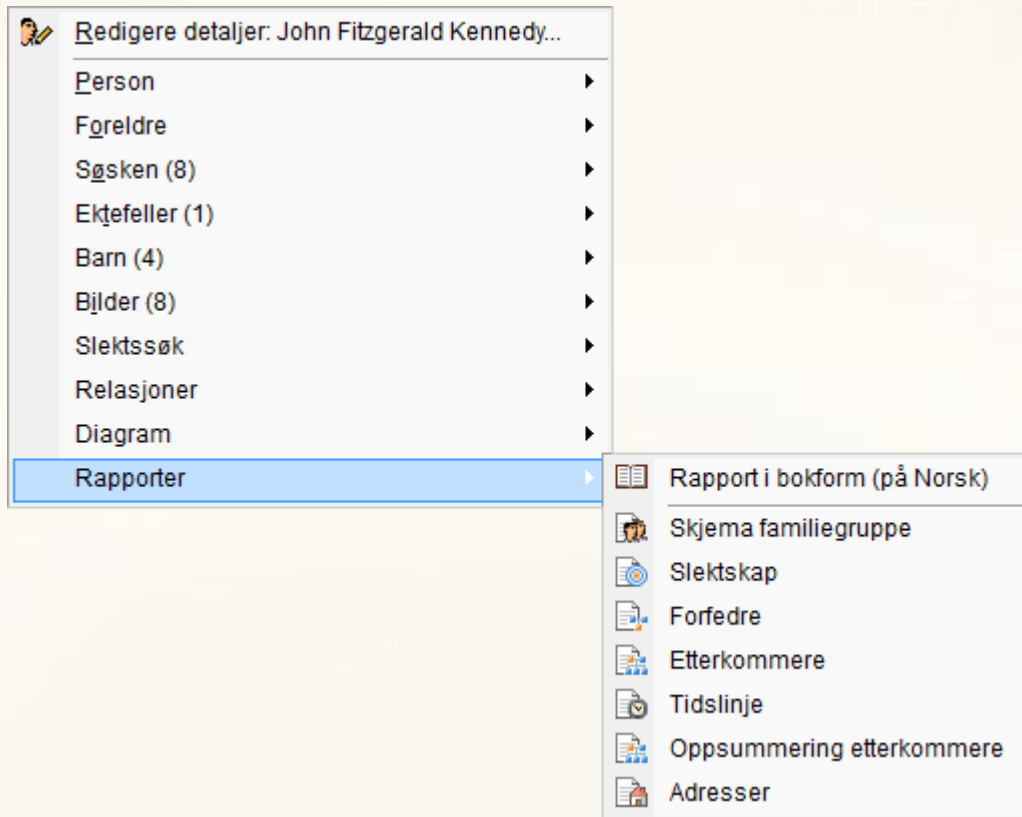 Redigere detaljer: John Fitzgerald Kennedy...
Person
Foreldre
Søsken (8)
Ektefeller (1)
Barn (4)
Bilder (8)
Slektssøk
Relasjoner
Diagram
Rapporter
Rapport i bokform (på Norsk)
Skjema familiegruppe
Slektskap
Forfedre
Etterkommere
Tidslinje
Oppsummering etterkommere
Adresser